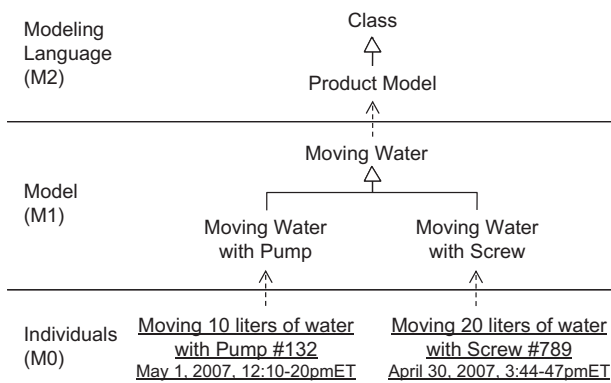 Modeling
Language
(M2)
Class
Product Model
Model
(M1)
Moving Water
Moving Water
with Pump
Moving Water
with Screw
Individuals
(M0)
Moving 10 liters of water
with Pump #132
May 1, 2007, 12:10-20pmET
Moving 20 liters of water
with Screw #789
April 30, 2007, 3:44-47pmET